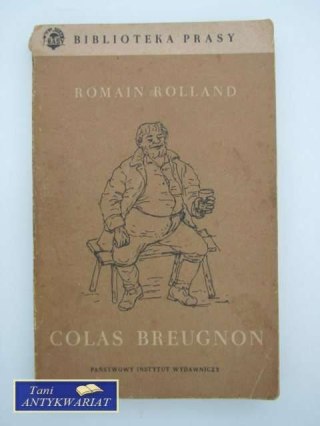 BIBLIOTEKA PRASY
ROMAIN ROLLAND
COLAS BREUGNON
PAŃSTWOWY INSTYTUT WYDAWNICZY
Tani
ANTYKWARIAT